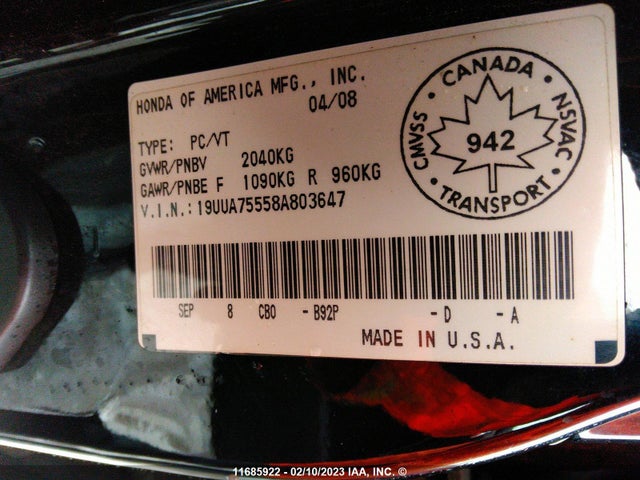 HONDA OF AMERICA MFG., INC.
04/08
TYPE: PC/VT
GVWR/PNBV 2040KG
GAWR/PNBE F 1090KG R 960KG
V.I.N.:19UUA75558A803647
CANADA
CMVSS
942
NSVAC
TRANSPORT
SEP 8 CBO -B92P -D -A
MADE IN U.S.A.
11685922 - 02/10/2023 IAA, INC. ©